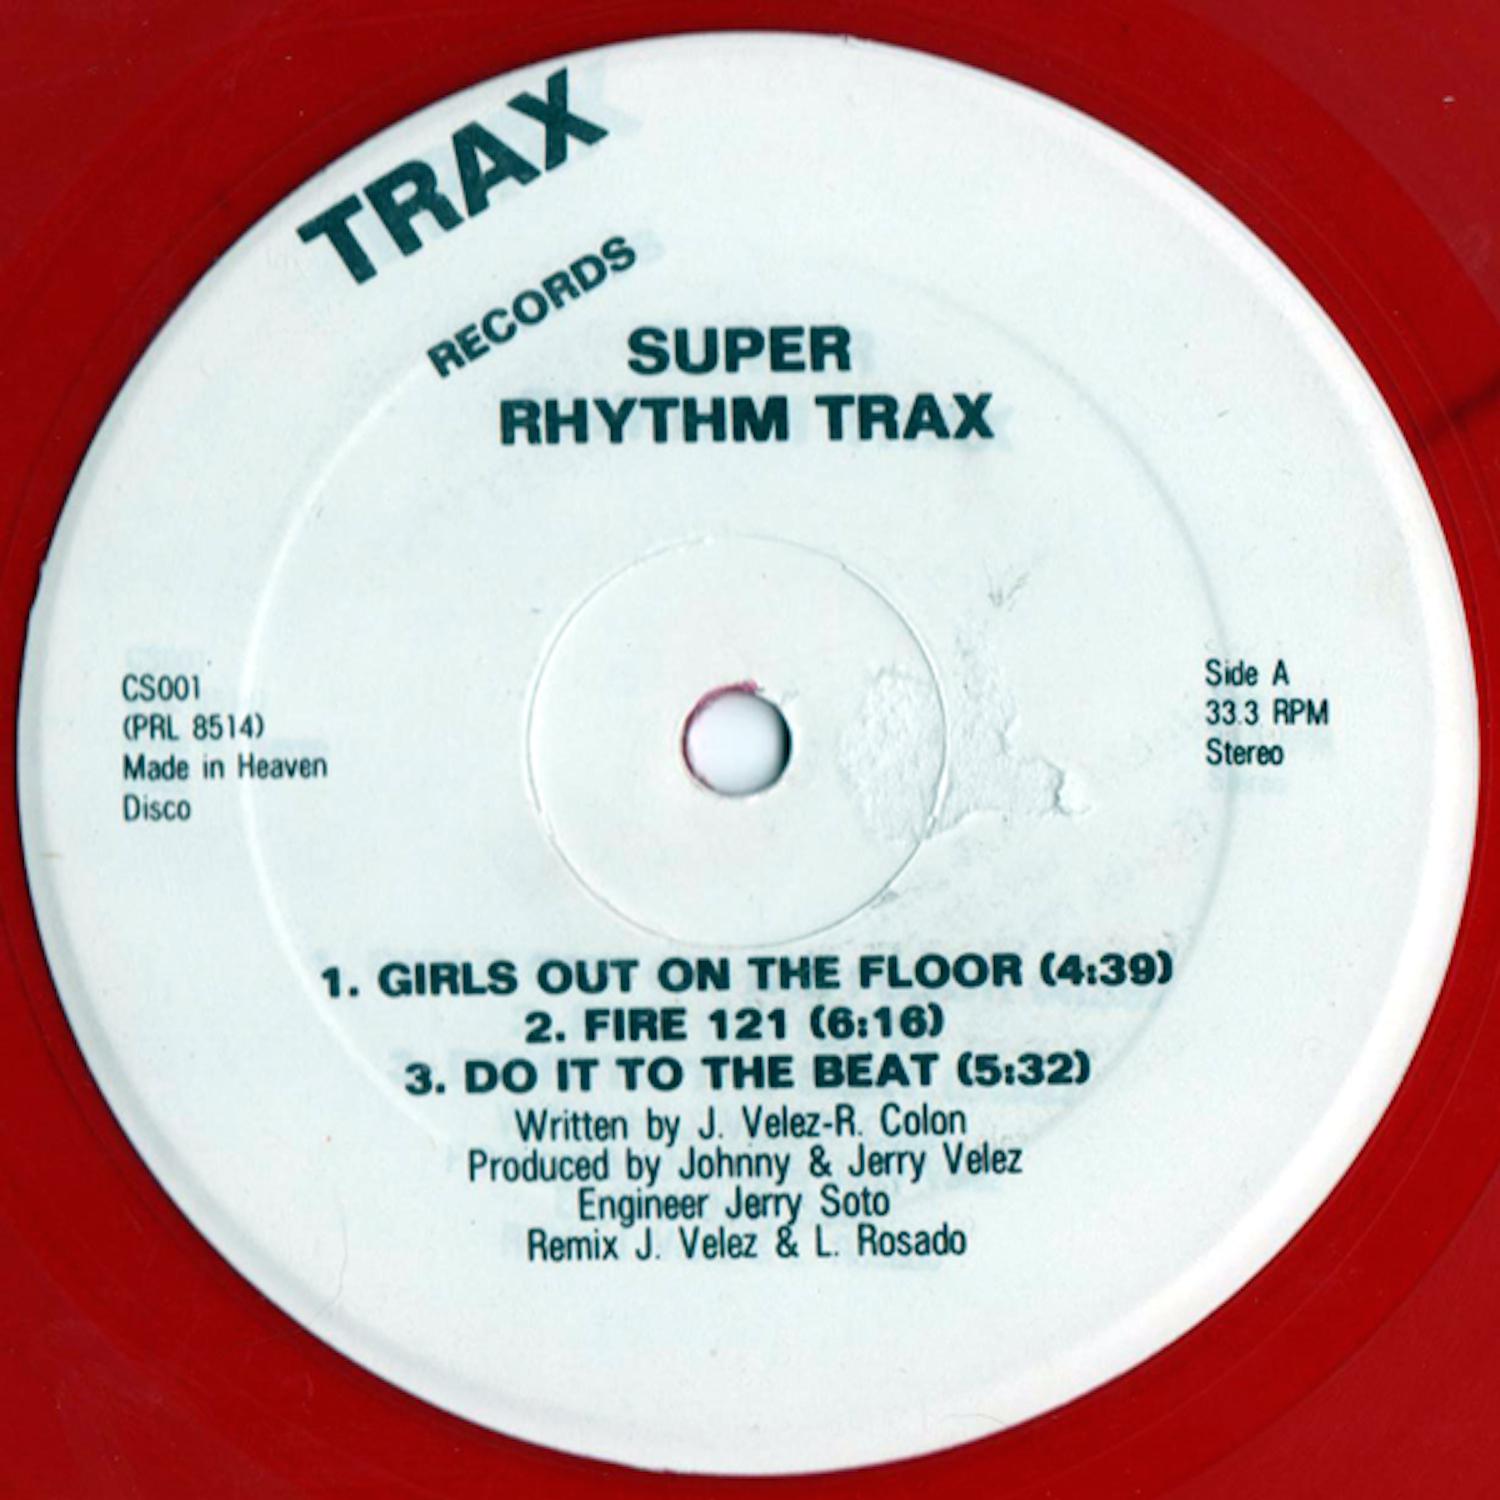 TRAX
RECORDS
SUPER
RHYTHM TRAX
CS001
(PRL 8514)
Made in Heaven
Disco
Side A
33.3 RPM
Stereo
1. GIRLS OUT ON THE FLOOR (4:39)
2. FIRE 121 (6:16)
3. DO IT TO THE BEAT (5:32)
Written by J. Velez-R. Colon
Produced by Johnny & Jerry Velez
Engineer Jerry Soto
Remix J. Velez & L. Rosado